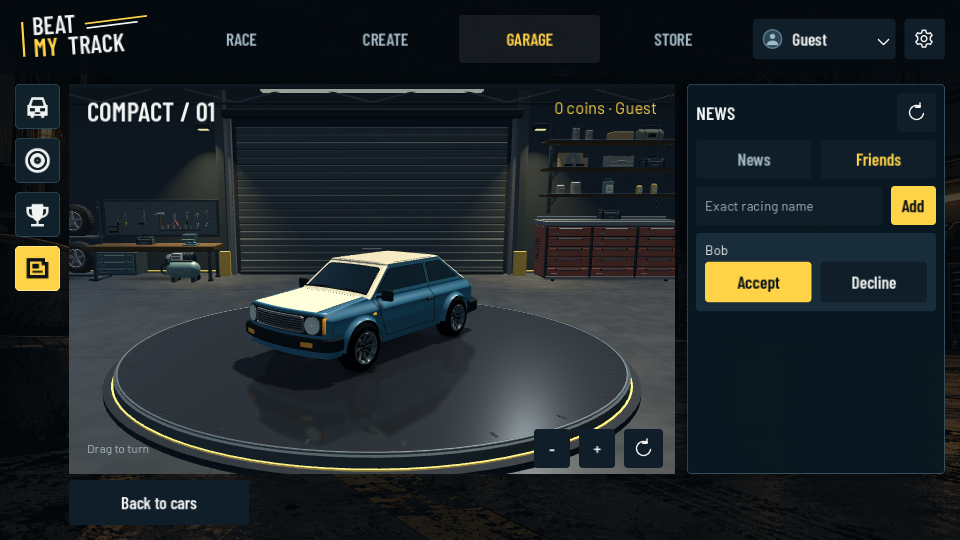 BEAT
MY TRACK
RACE
CREATE
GARAGE
STORE
Guest
COMPACT / 01
0 coins · Guest
NEWS
News
Friends
Exact racing name
Add
Bob
Accept
Decline
Drag to turn
-
+
Back to cars